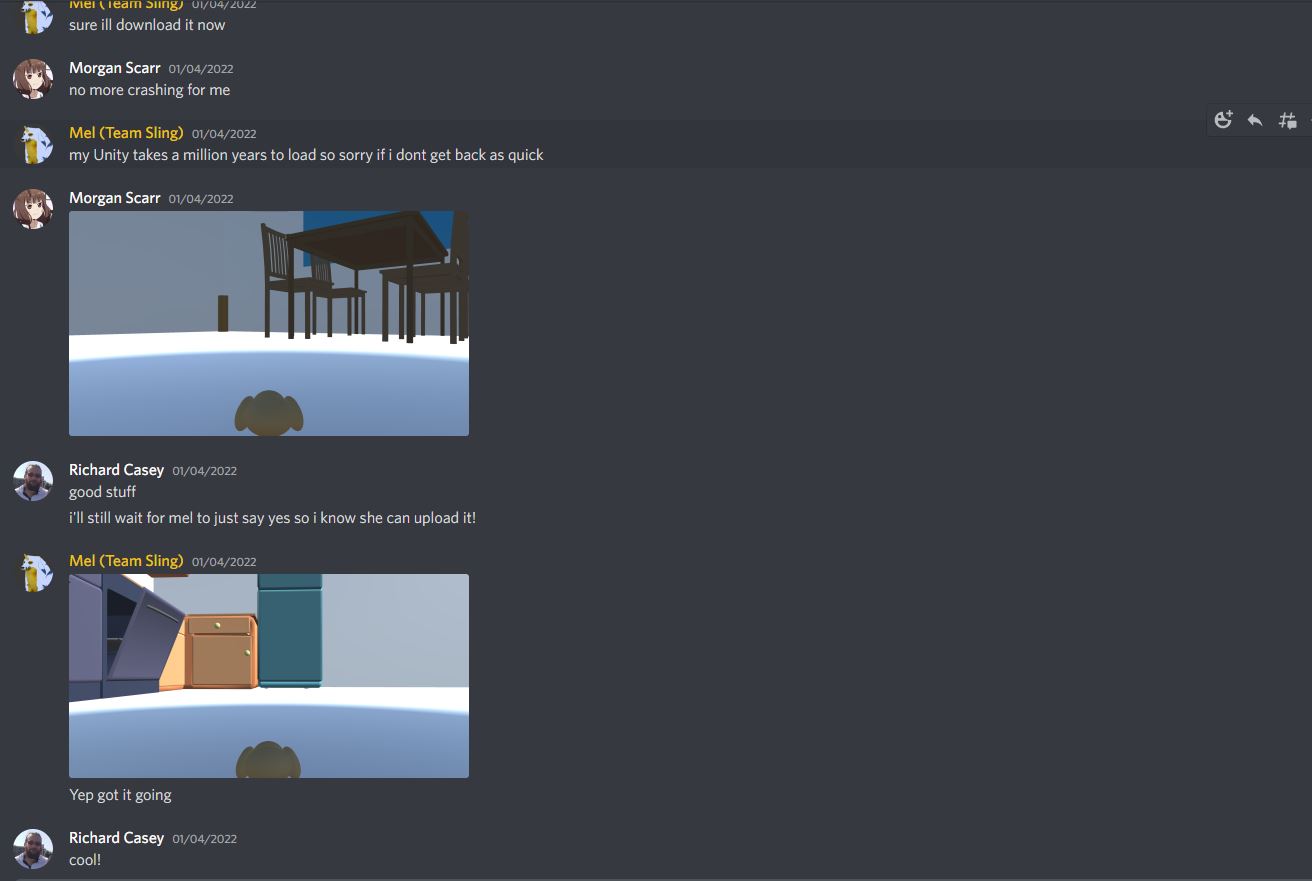 Mel (Team Sling) 01/04/2022
sure ill download it now
Morgan Scarr 01/04/2022
no more crashing for me
Mel (Team Sling) 01/04/2022
my Unity takes a million years to load so sorry if i dont get back as quick
Morgan Scarr 01/04/2022
Richard Casey 01/04/2022
good stuff
i'll still wait for mel to just say yes so i know she can upload it!
Mel (Team Sling) 01/04/2022
Yep got it going
Richard Casey 01/04/2022
cool!